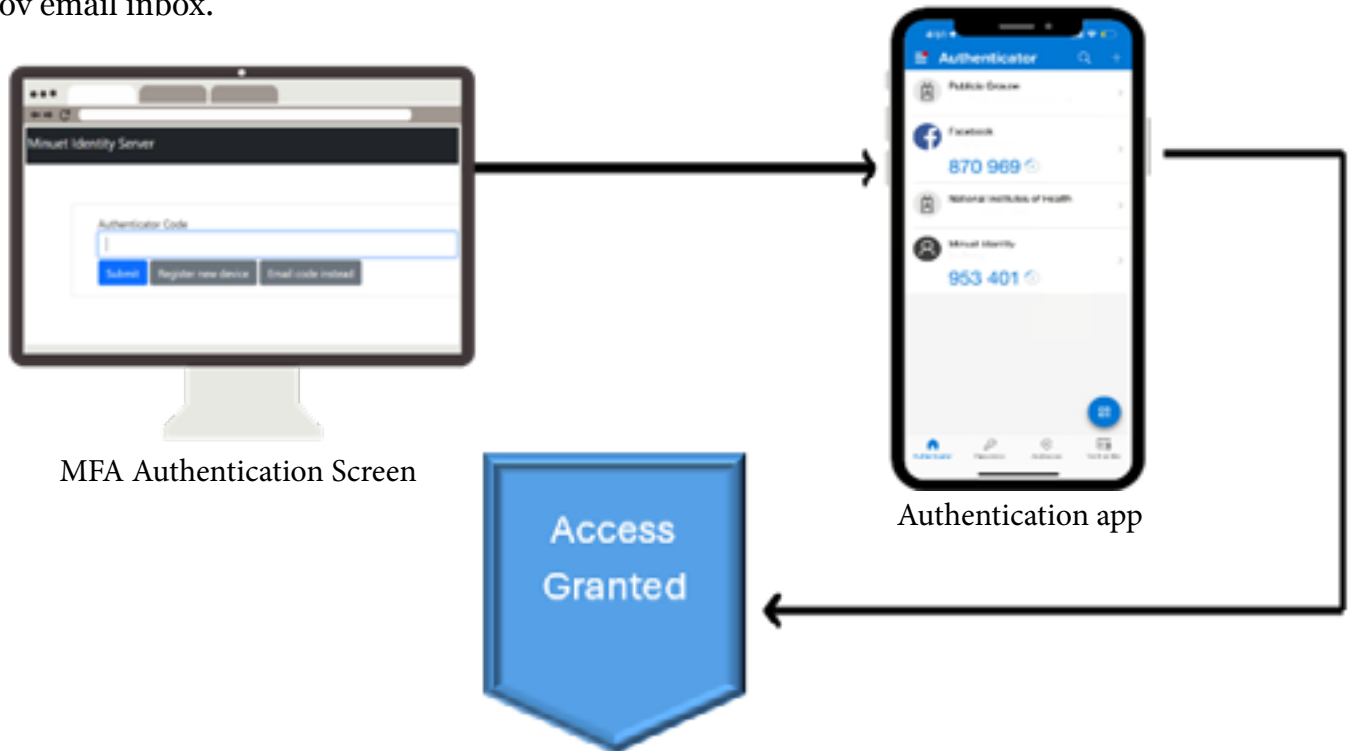 ov email inbox.
Minuet Identity Server
Authenticator Code
Submit
Register new device
Email code instead
MFA Authentication Screen
Authenticator
Facebook
870 969
National Institutes of Health
Minuet Identity
953 401
Authentication app
Access
Granted